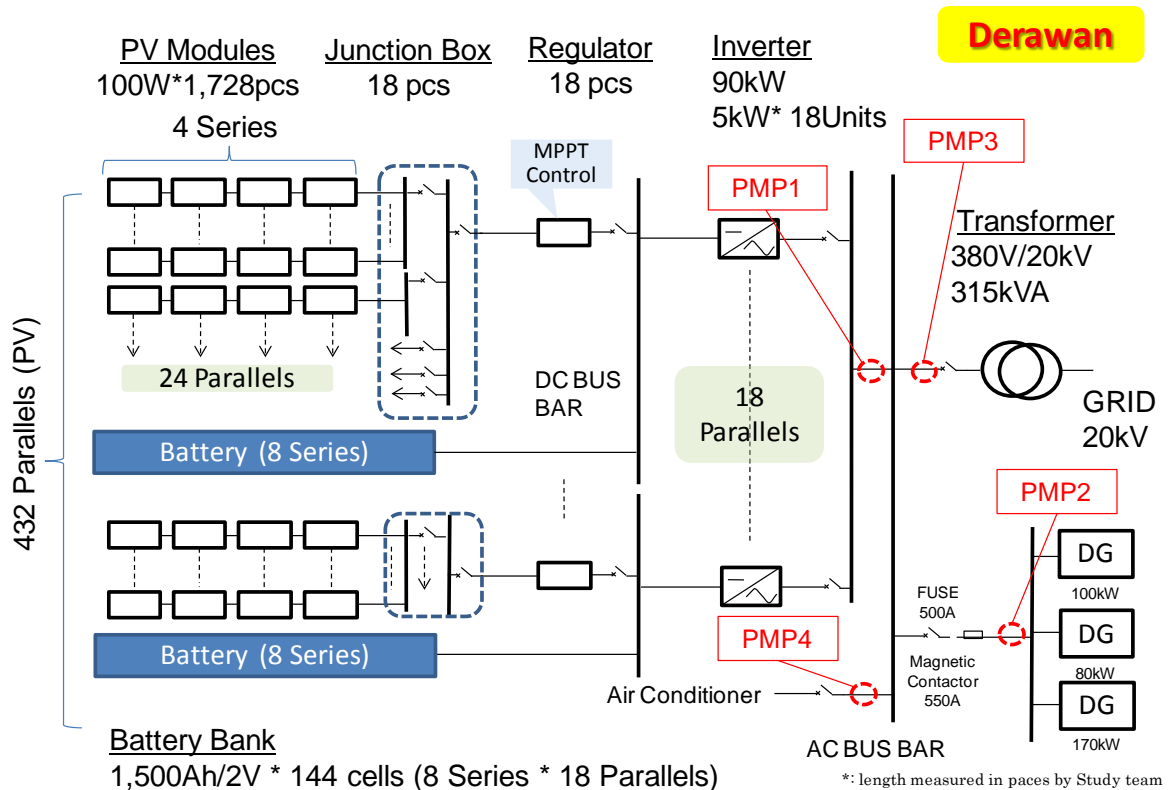 Derawan
PV Modules
100W*1,728pcs
4 Series
Junction Box
18 pcs
Regulator
18 pcs
Inverter
90kW
5kW* 18Units
MPPT
Control
PMP1
PMP3
Transformer
380V/20kV
315kVA
432 Parallels (PV)
24 Parallels
DC BUS
BAR
18
Parallels
GRID
20kV
Battery (8 Series)
PMP2
DG
100kW
FUSE
500A
DG
80kW
Magnetic
Contactor
550A
DG
170kW
PMP4
Battery (8 Series)
Air Conditioner
AC BUS BAR
Battery Bank
1,500Ah/2V * 144 cells (8 Series * 18 Parallels)
*: length measured in paces by Study team